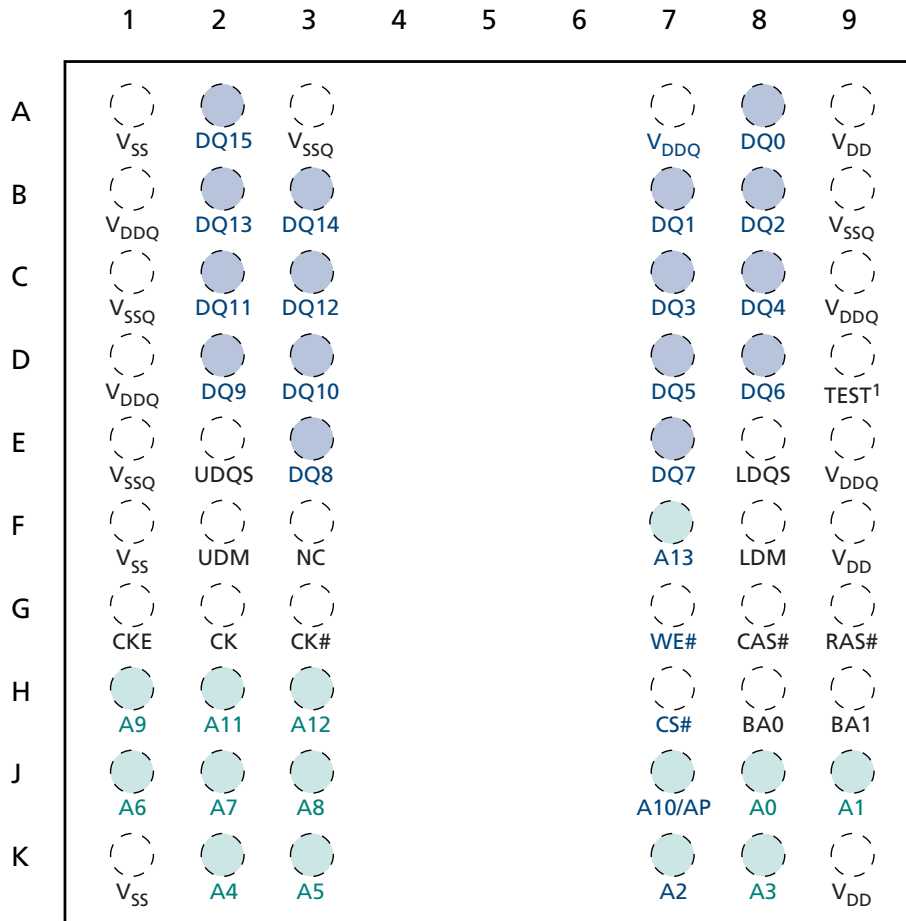 1 2 3 4 5 6 7 8 9
A
VSS DQ15 VSSQ VDDQ DQ0 VDD
B
VDDQ DQ13 DQ14 DQ1 DQ2 VSSQ
C
VSSQ DQ11 DQ12 DQ3 DQ4 VDDQ
D
VDDQ DQ9 DQ10 DQ5 DQ6 TEST1
E
VSSQ UDQS DQ8 DQ7 LDQS VDDQ
F
VSS UDM NC A13 LDM VDD
G
CKE CK CK# WE# CAS# RAS#
H
A9 A11 A12 CS# BA0 BA1
J
A6 A7 A8 A10/AP A0 A1
K
VSS A4 A5 A2 A3 VDD